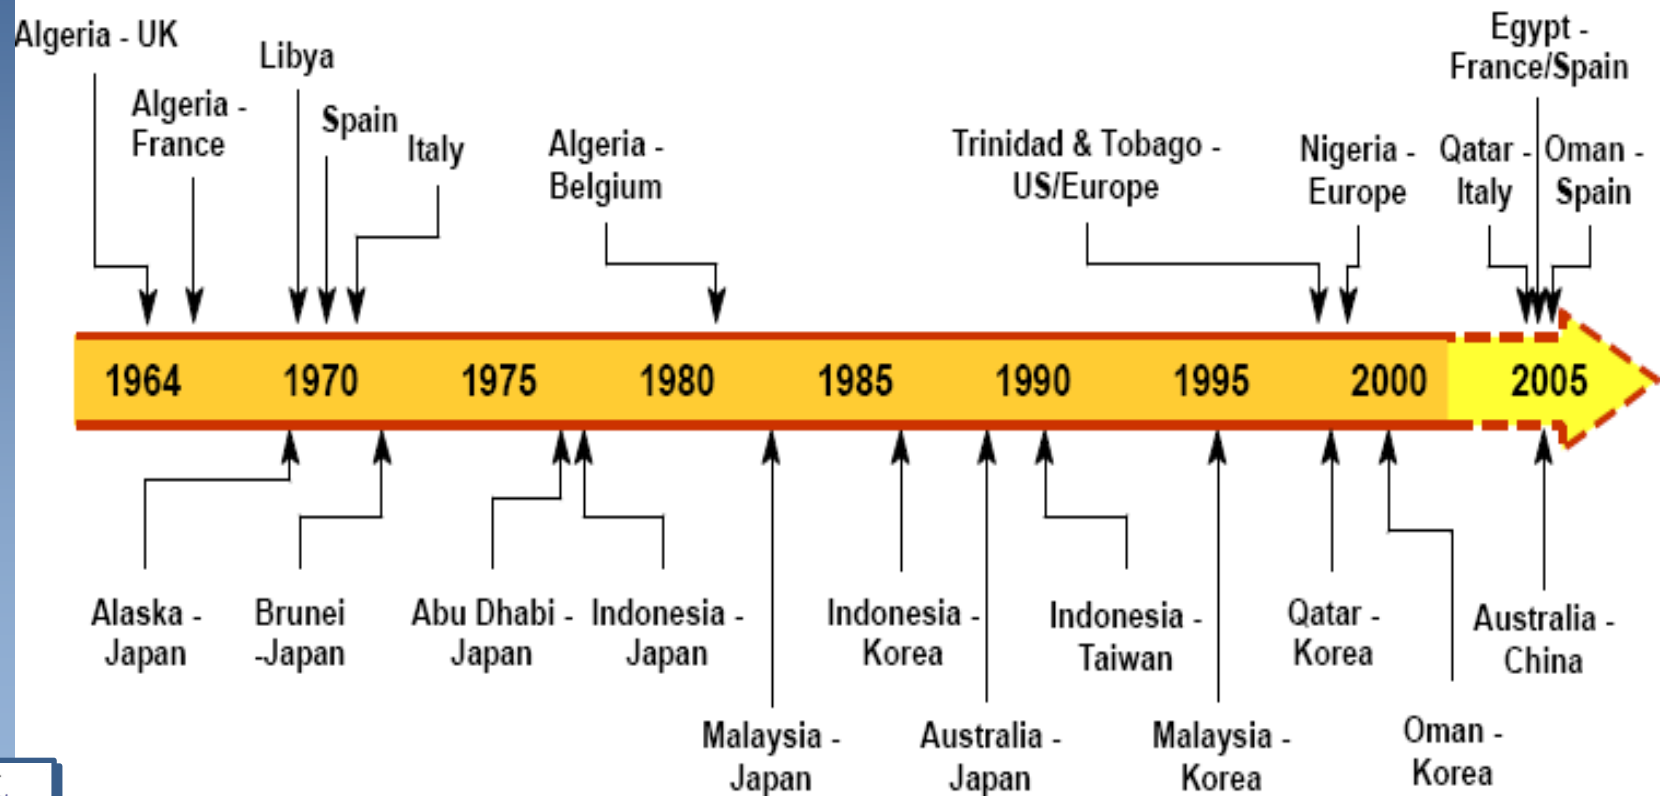 Algeria - UK
Libya
Algeria -
France
Spain
Italy
Algeria -
Belgium
Trinidad & Tobago -
US/Europe
Nigeria -
Europe
Egypt -
France/Spain
Qatar -
Italy
Oman -
Spain
1964 1970 1975 1980 1985 1990 1995 2000 2005
Alaska -
Japan
Brunei
-Japan
Abu Dhabi -
Japan
Indonesia -
Japan
Malaysia -
Japan
Indonesia -
Korea
Australia -
Japan
Indonesia -
Taiwan
Malaysia -
Korea
Qatar -
Korea
Oman -
Korea
Australia -
China